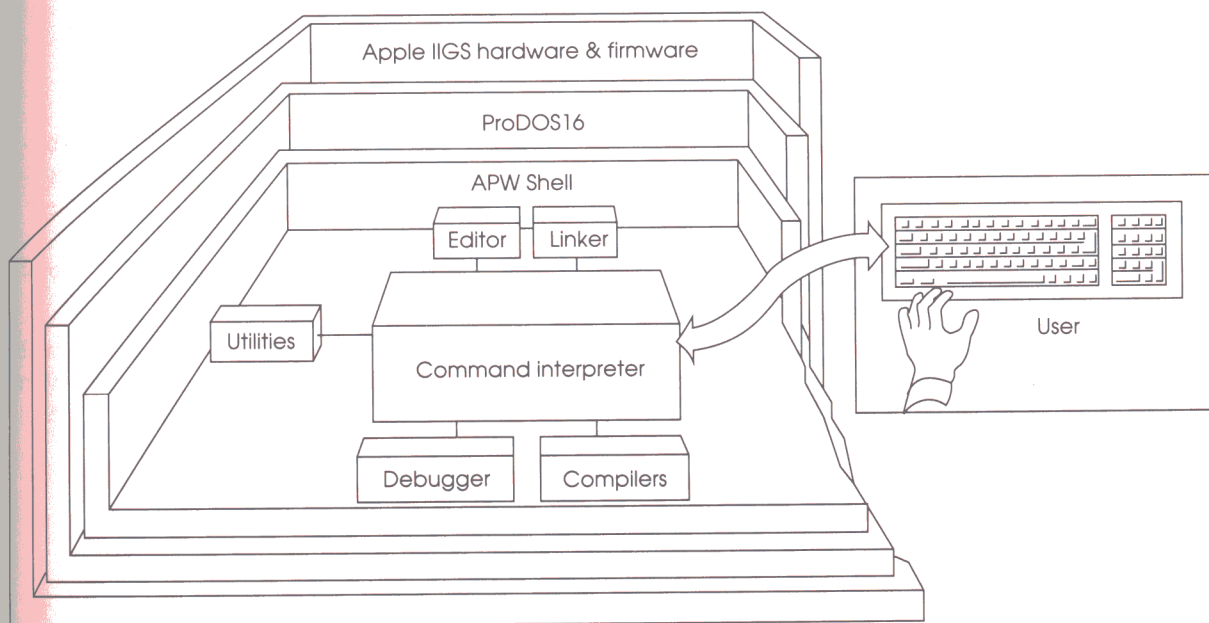 Apple IIGS hardware & firmware
ProDOS16
APW Shell
Editor
Linker
Utilities
Command interpreter
User
Debugger
Compilers